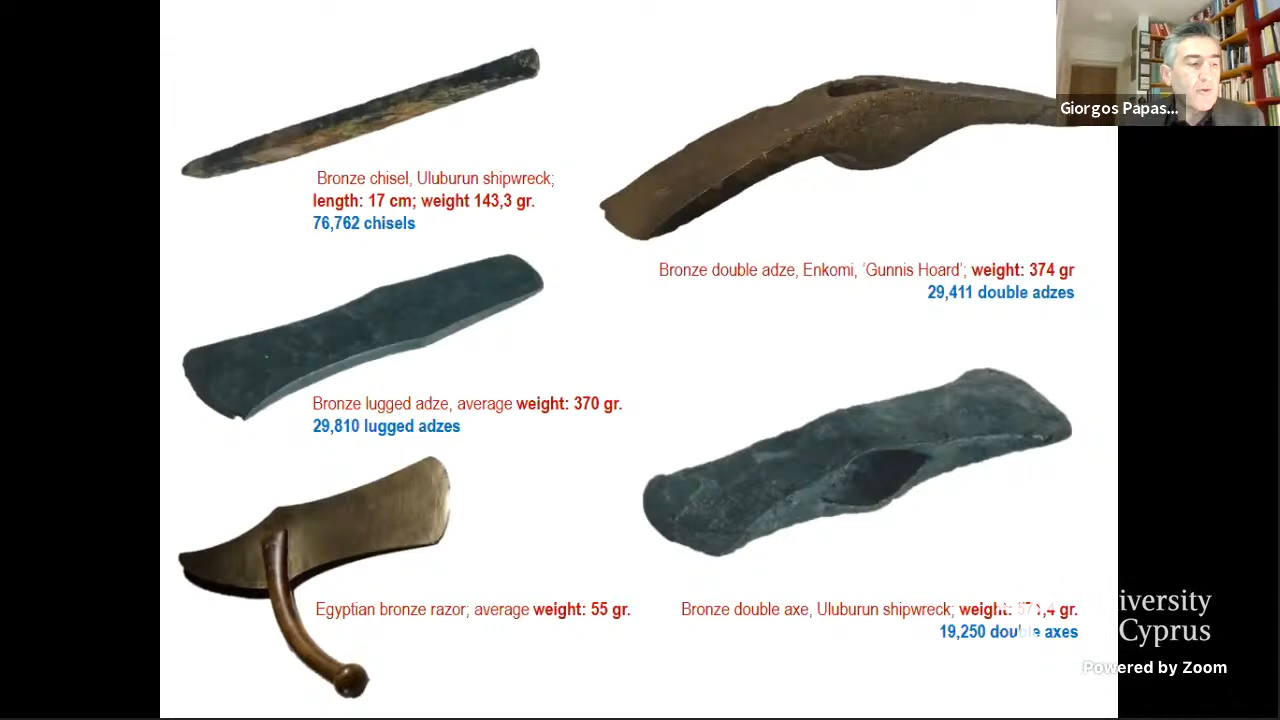 Giorgos Papas...
Bronze chisel, Uluburun shipwreck;
length: 17 cm; weight 143,3 gr.
76,762 chisels
Bronze double adze, Enkomi, ‘Gunnis Hoard’; weight: 374 gr
29,411 double adzes
Bronze lugged adze, average weight: 370 gr.
29,810 lugged adzes
Egyptian bronze razor; average weight: 55 gr.
Bronze double axe, Uluburun shipwreck; weight: gr.
19,250 double axes
iversity
Cyprus
Powered by Zoom